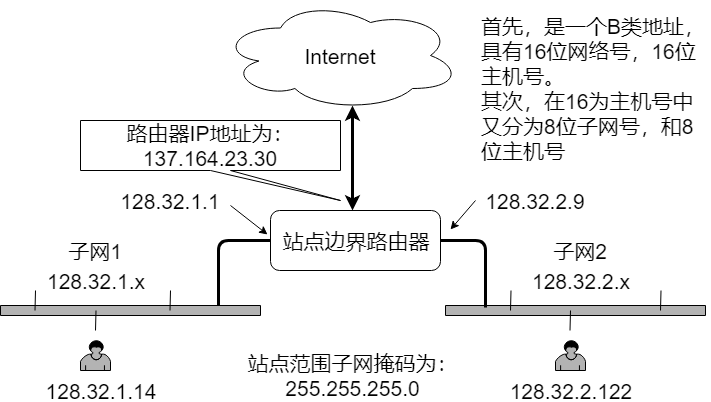 Internet
首先，是一个B类地址，
具有16位网络号，16位
主机号。
其次，在16为主机号中
又分为8位子网号，和8
位主机号
路由器IP地址为：
137.164.23.30
128.32.1.1
128.32.2.9
站点边界路由器
子网1
128.32.1.x
子网2
128.32.2.x
站点范围子网掩码为：
255.255.255.0
128.32.1.14
128.32.2.122